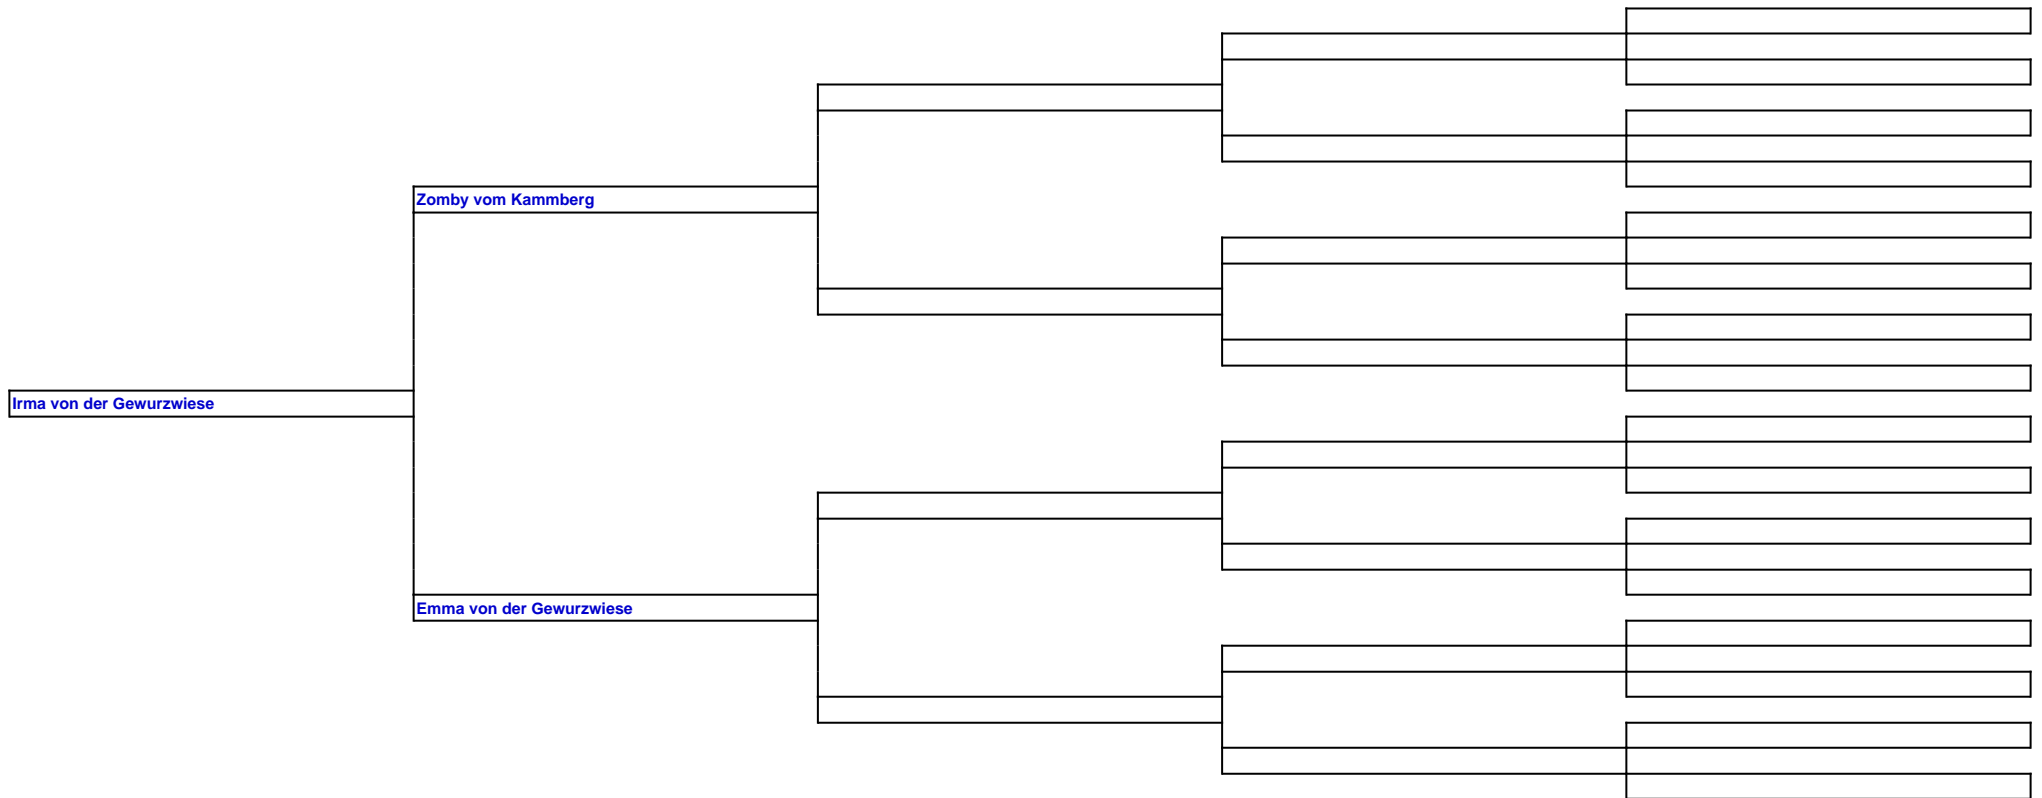 Zomby vom Kammberg
Irma von der Gewurzwiese
Emma von der Gewurzwiese